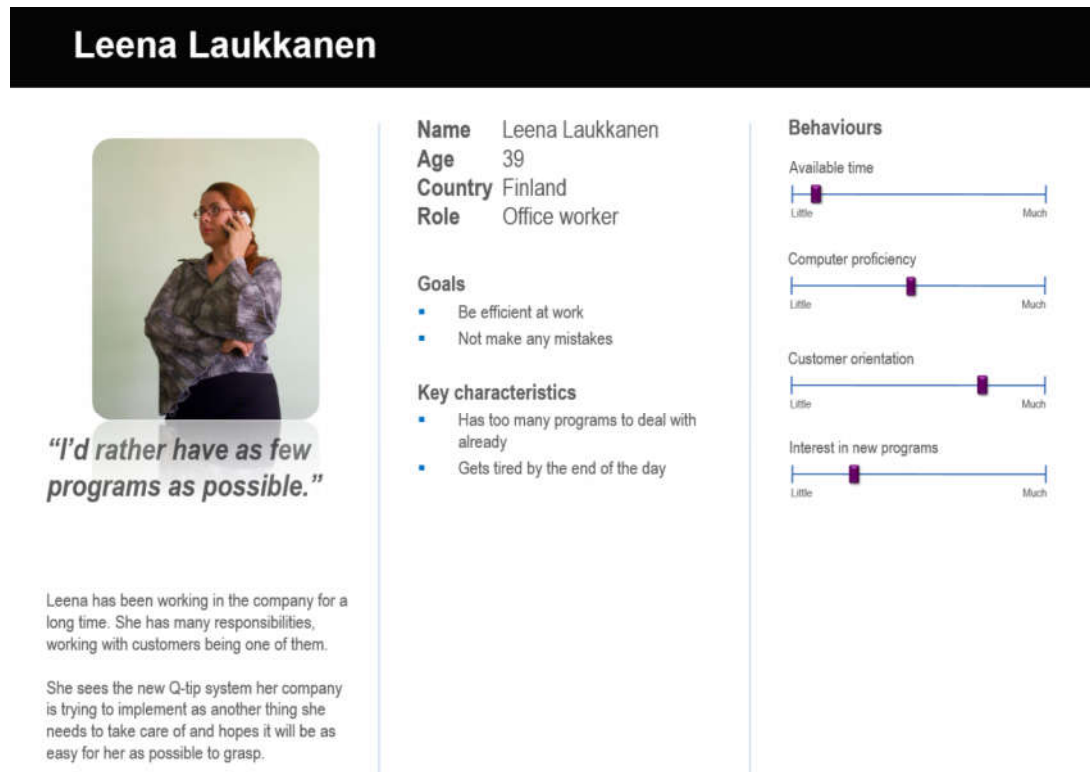 Leena Laukkanen
“I’d rather have as few
programs as possible.”
Leena has been working in the company for a
long time. She has many responsibilities,
working with customers being one of them.
She sees the new Q-tip system her company
is trying to implement as another thing she
needs to take care of and hopes it will be as
easy for her as possible to grasp.
Name Leena Laukkanen
Age 39
Country Finland
Role Office worker
Goals
▪ Be efficient at work
▪ Not make any mistakes
Key characteristics
▪ Has too many programs to deal with
already
▪ Gets tired by the end of the day
Behaviours
Available time
Little Much
Computer proficiency
Little Much
Customer orientation
Little Much
Interest in new programs
Little Much